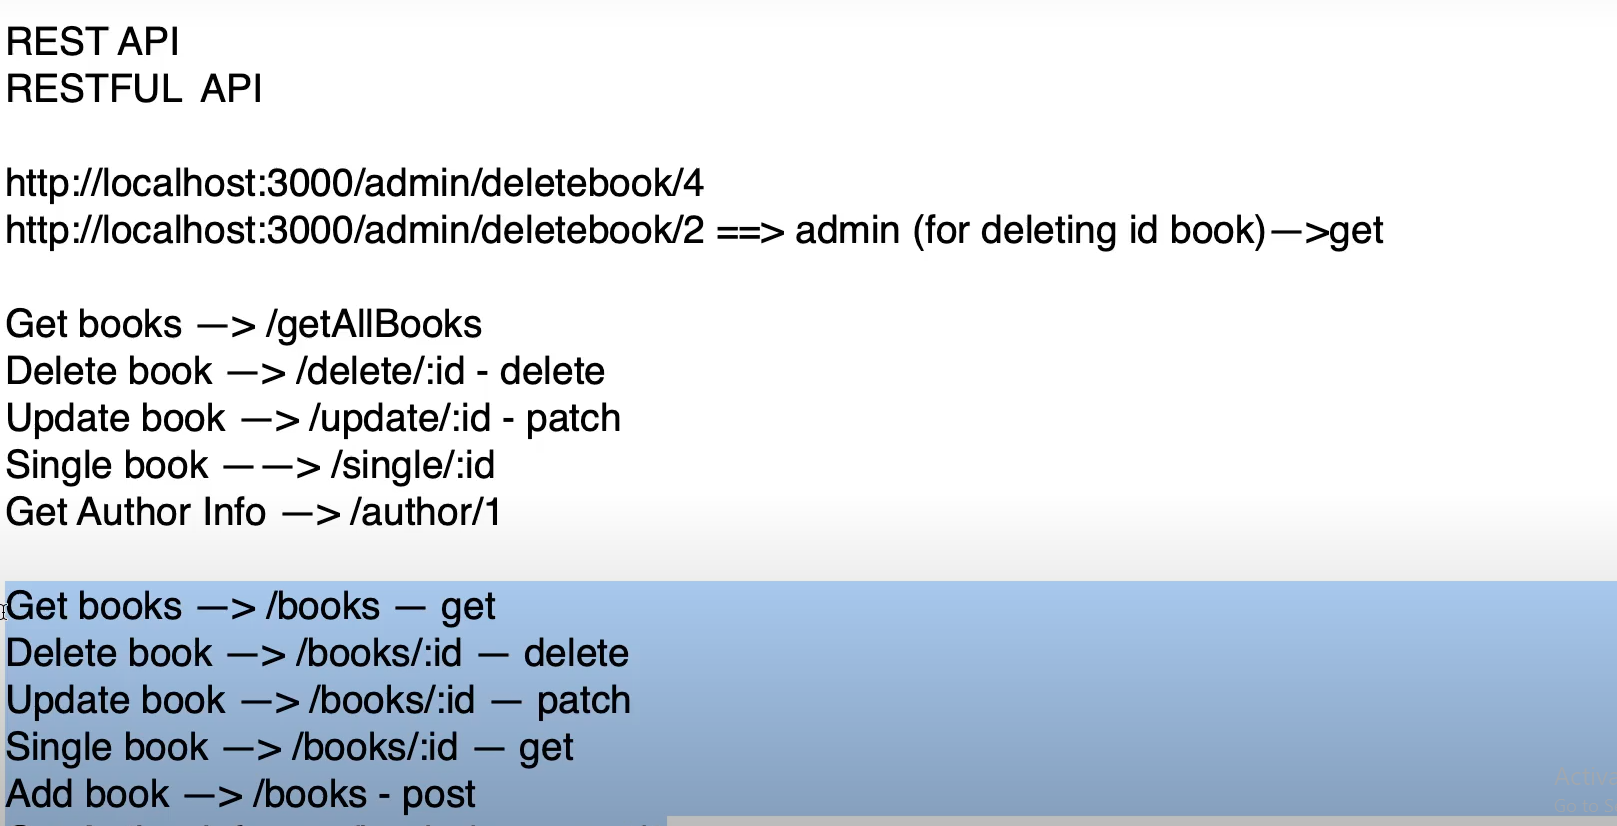 REST API
RESTFUL API
http://localhost:3000/admin/deletebook/4
http://localhost:3000/admin/deletebook/2 ==> admin (for deleting id book)—>get
Get books —> /getAllBooks
Delete book —> /delete/:id - delete
Update book —> /update/:id - patch
Single book ——> /single/:id
Get Author Info —> /author/1
Get books —> /books — get
Delete book —> /books/:id — delete
Update book —> /books/:id — patch
Single book —> /books/:id — get
Add book —> /books - post
Go to S